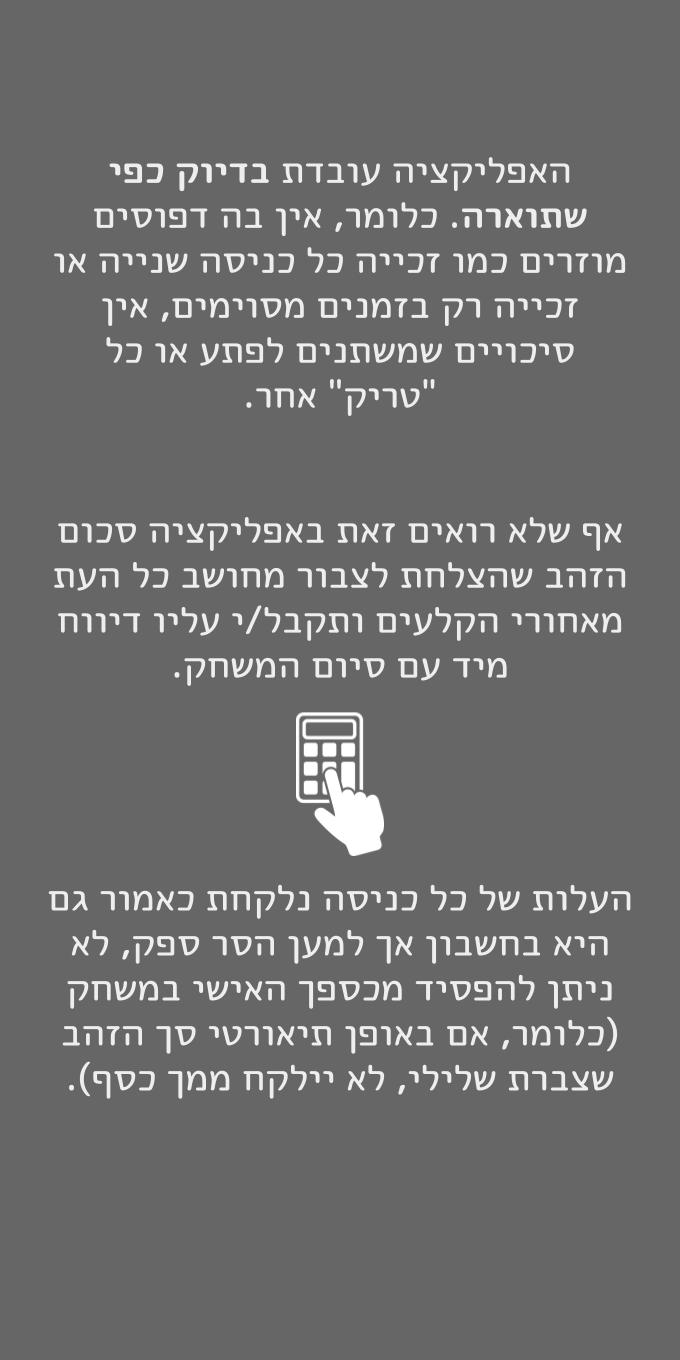 האפליקציה עובדת בדיוק כפי
שתוארה. כלומר, אין בה דפוסים
מוזרים כמו זכייה כל כניסה שנייה או
זכייה רק בזמנים מסוימים, אין
סיכויים שמשתנים לפתע או כל
"טריק" אחר.
אף שלא רואים זאת באפליקציה סכום
הזהב שהצלחת לצבור מחושב כל העת
מאחורי הקלעים ותקבל/י עליו דיווח
מיד עם סיום המשחק.
העלות של כל כניסה נלקחת כאמור גם
היא בחשבון אך למען הסר ספק, לא
ניתן להפסיד מכספך האישי במשחק
(כלומר, אם באופן תיאורטי סך הזהב
שצברת שלילי, לא יילקח ממך כסף).